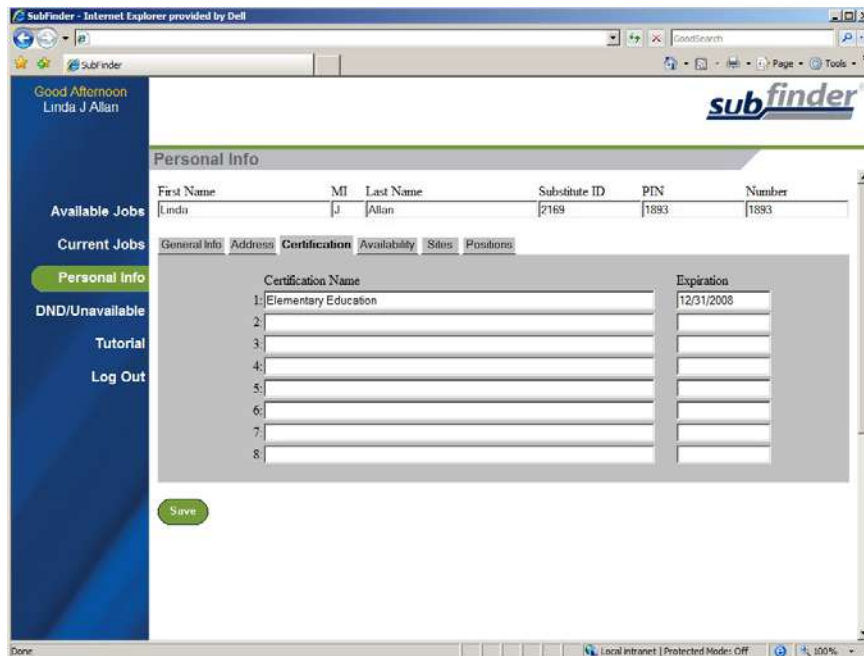 SubFinder - Internet Explorer provided by Dell
GoodSearch
SubFinder
Page
Tools
Good Afternoon
Linda J Allan
subfinder
Personal Info
First Name MI Last Name Substitute ID PIN Number
Linda J Allan 2169 1893 1893
Available Jobs
Current Jobs
Personal Info
DND/Unavailable
Tutorial
Log Out
General Info Address Certification Availability Sites Positions
Certification Name Expiration
1: Elementary Education 12/31/2008
2:
3:
4:
5:
6:
7:
8:
Save
Done Local intranet | Protected Mode: Off 100%